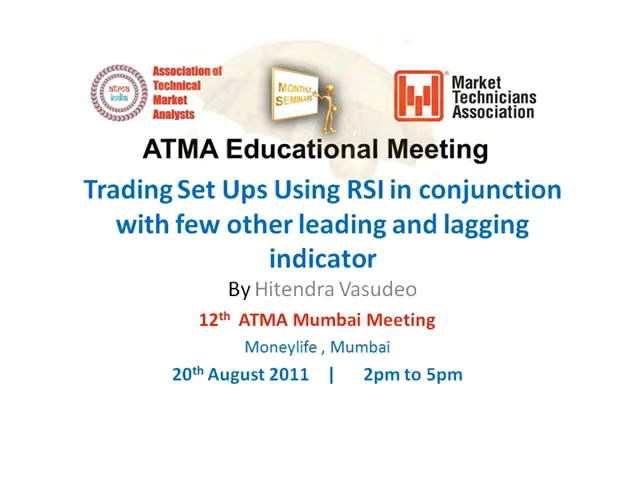 atma
india
Association of
Technical
Market
Analysts
MONTHLY
SEMINARS
Market
Technicians
Association
ATMA Educational Meeting
Trading Set Ups Using RSI in conjunction
with few other leading and lagging
indicator
By Hitendra Vasudeo
12th ATMA Mumbai Meeting
Moneylife , Mumbai
20th August 2011 | 2pm to 5pm